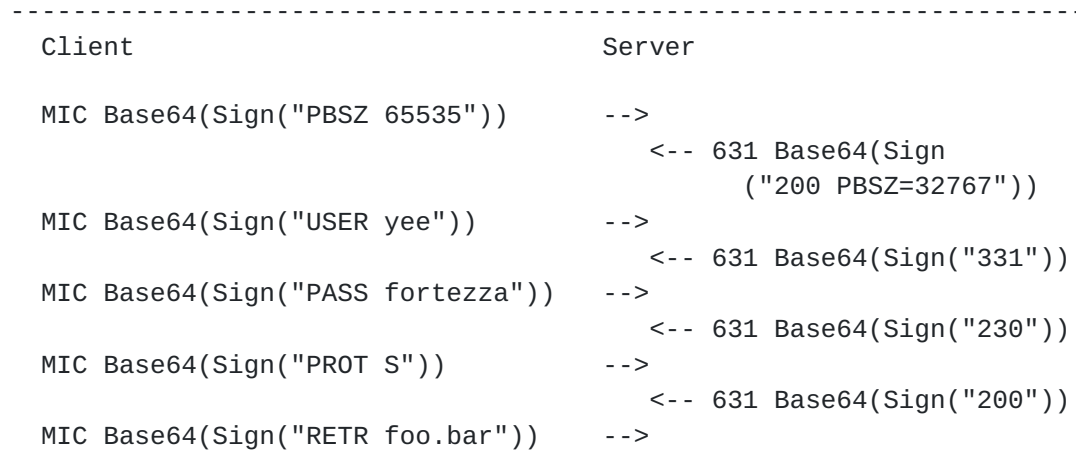 ---------------------------------------------------------------------
Client                                    Server
MIC Base64(Sign("PBSZ 65535"))      -->
<-- 631 Base64(Sign
("200 PBSZ=32767"))
MIC Base64(Sign("USER yee"))        -->
<-- 631 Base64(Sign("331"))
MIC Base64(Sign("PASS fortezza"))   -->
<-- 631 Base64(Sign("230"))
MIC Base64(Sign("PROT S"))          -->
<-- 631 Base64(Sign("200"))
MIC Base64(Sign("RETR foo.bar"))    -->